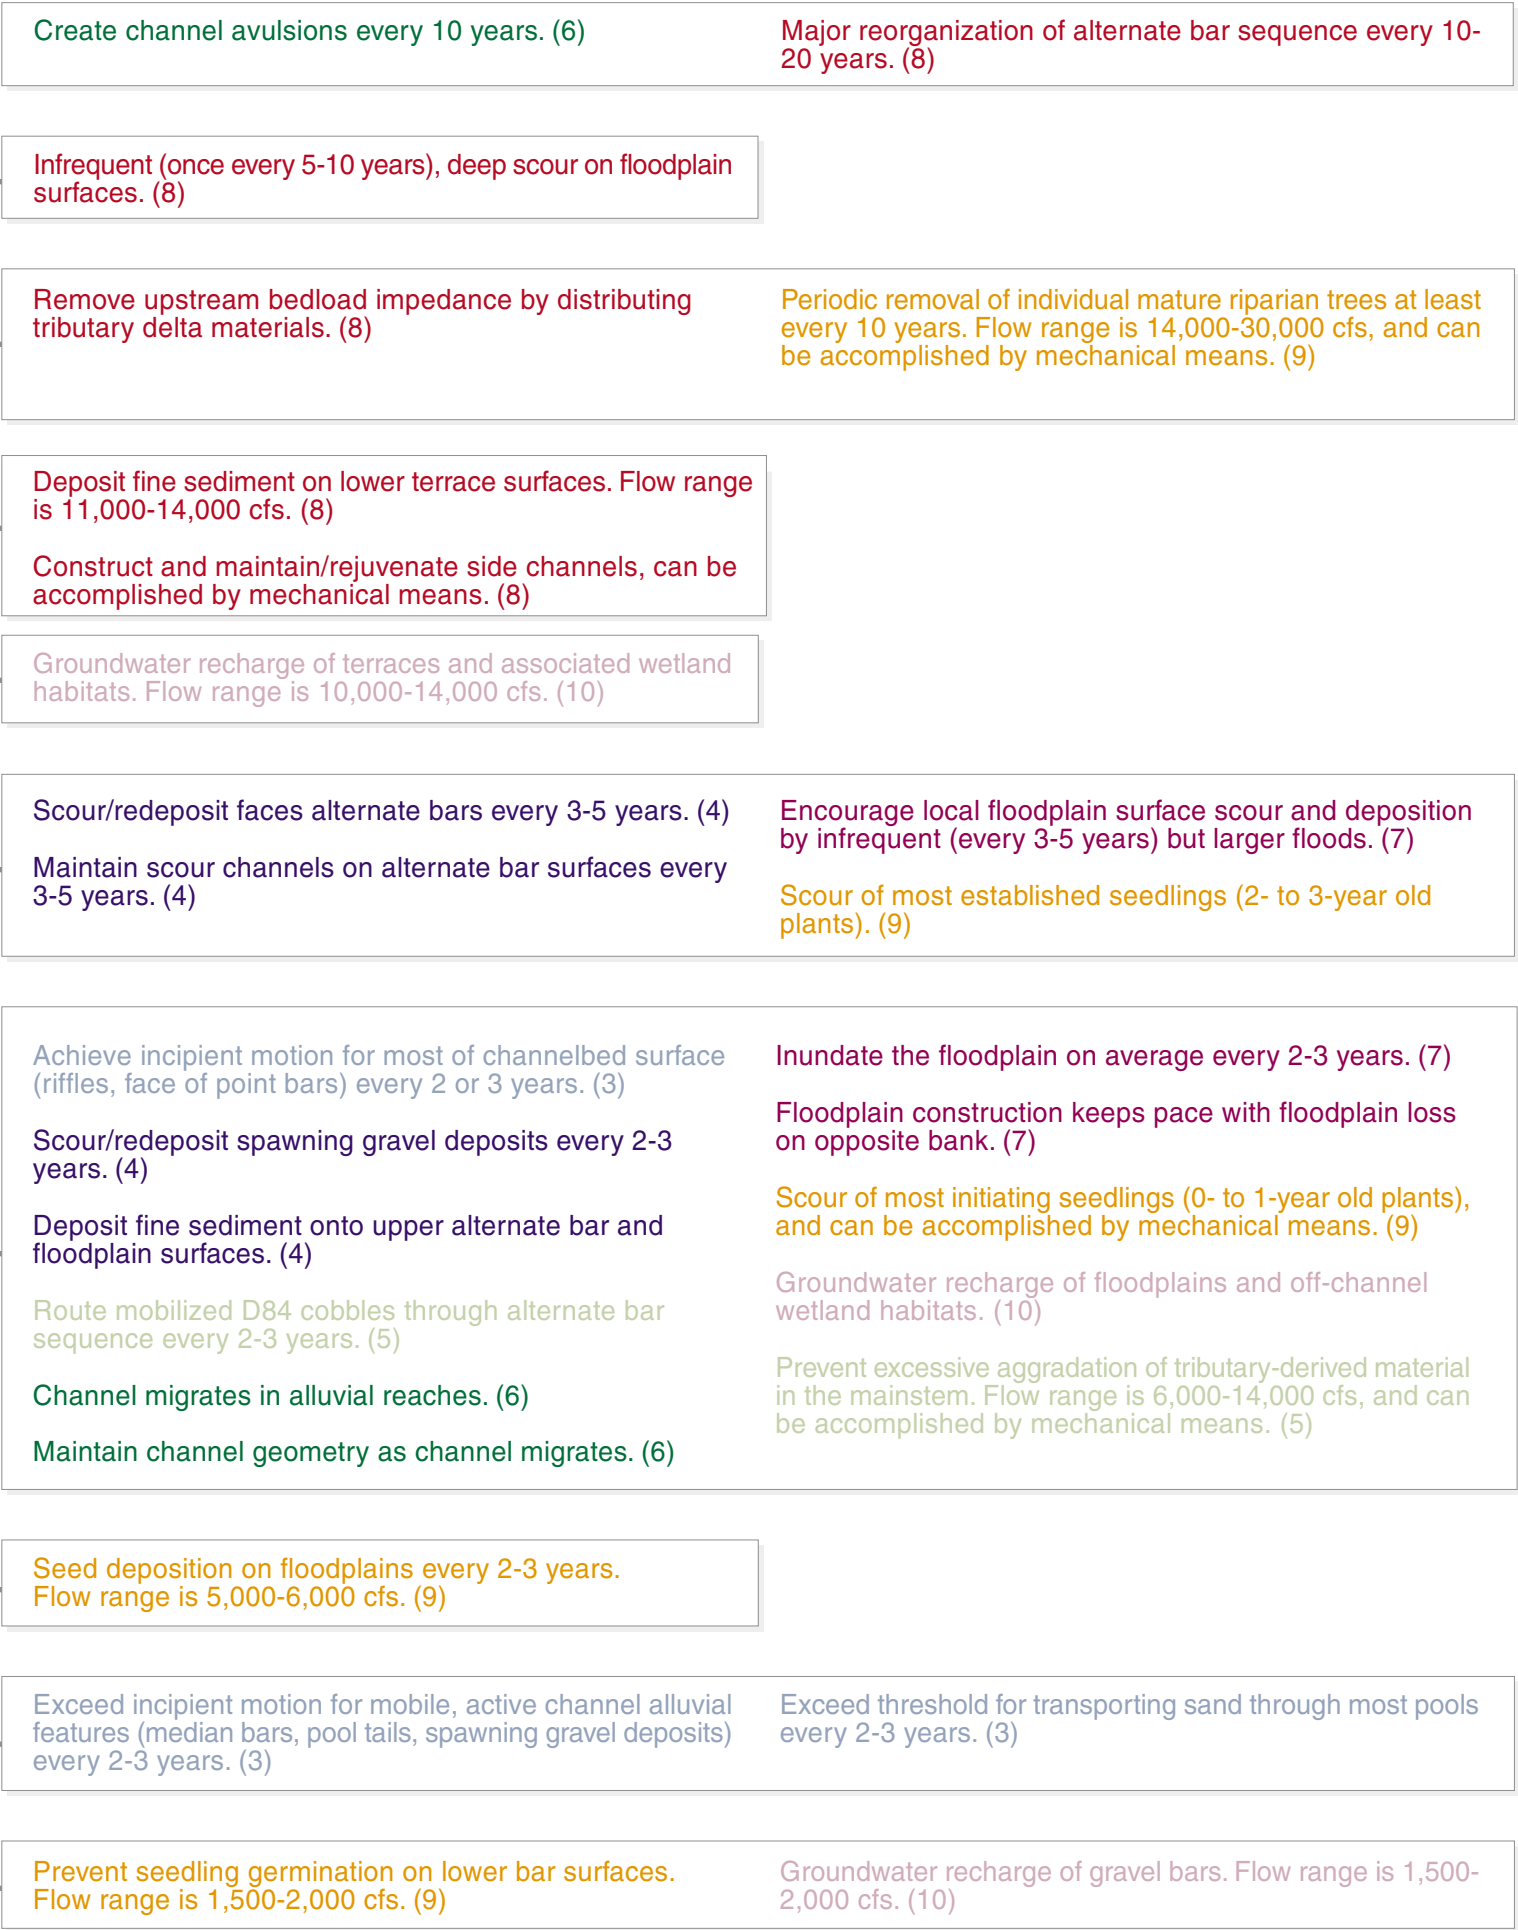 Create channel avulsions every 10 years. (6)
Major reorganization of alternate bar sequence every 10-
20 years. (8)
Infrequent (once every 5-10 years), deep scour on floodplain
surfaces. (8)
Remove upstream bedload impedance by distributing
tributary delta materials. (8)
Periodic removal of individual mature riparian trees at least
every 10 years. Flow range is 14,000-30,000 cfs, and can
be accomplished by mechanical means. (9)
Deposit fine sediment on lower terrace surfaces. Flow range
is 11,000-14,000 cfs. (8)
Construct and maintain/rejuvenate side channels, can be
accomplished by mechanical means. (8)
Groundwater recharge of terraces and associated wetland
habitats. Flow range is 10,000-14,000 cfs. (10)
Scour/redeposit faces alternate bars every 3-5 years. (4)
Maintain scour channels on alternate bar surfaces every
3-5 years. (4)
Encourage local floodplain surface scour and deposition
by infrequent (every 3-5 years) but larger floods. (7)
Scour of most established seedlings (2- to 3-year old
plants). (9)
Achieve incipient motion for most of channelbed surface
(riffles, face of point bars) every 2 or 3 years. (3)
Scour/redeposit spawning gravel deposits every 2-3
years. (4)
Deposit fine sediment onto upper alternate bar and
floodplain surfaces. (4)
Route mobilized D84 cobbles through alternate bar
sequence every 2-3 years. (5)
Channel migrates in alluvial reaches. (6)
Maintain channel geometry as channel migrates. (6)
Inundate the floodplain on average every 2-3 years. (7)
Floodplain construction keeps pace with floodplain loss
on opposite bank. (7)
Scour of most initiating seedlings (0- to 1-year old plants),
and can be accomplished by mechanical means. (9)
Groundwater recharge of floodplains and off-channel
wetland habitats. (10)
Prevent excessive aggradation of tributary-derived material
in the mainstem. Flow range is 6,000-14,000 cfs, and can
be accomplished by mechanical means. (5)
Seed deposition on floodplains every 2-3 years.
Flow range is 5,000-6,000 cfs. (9)
Exceed incipient motion for mobile, active channel alluvial
features (median bars, pool tails, spawning gravel deposits)
every 2-3 years. (3)
Exceed threshold for transporting sand through most pools
every 2-3 years. (3)
Prevent seedling germination on lower bar surfaces.
Flow range is 1,500-2,000 cfs. (9)
Groundwater recharge of gravel bars. Flow range is 1,500-
2,000 cfs. (10)